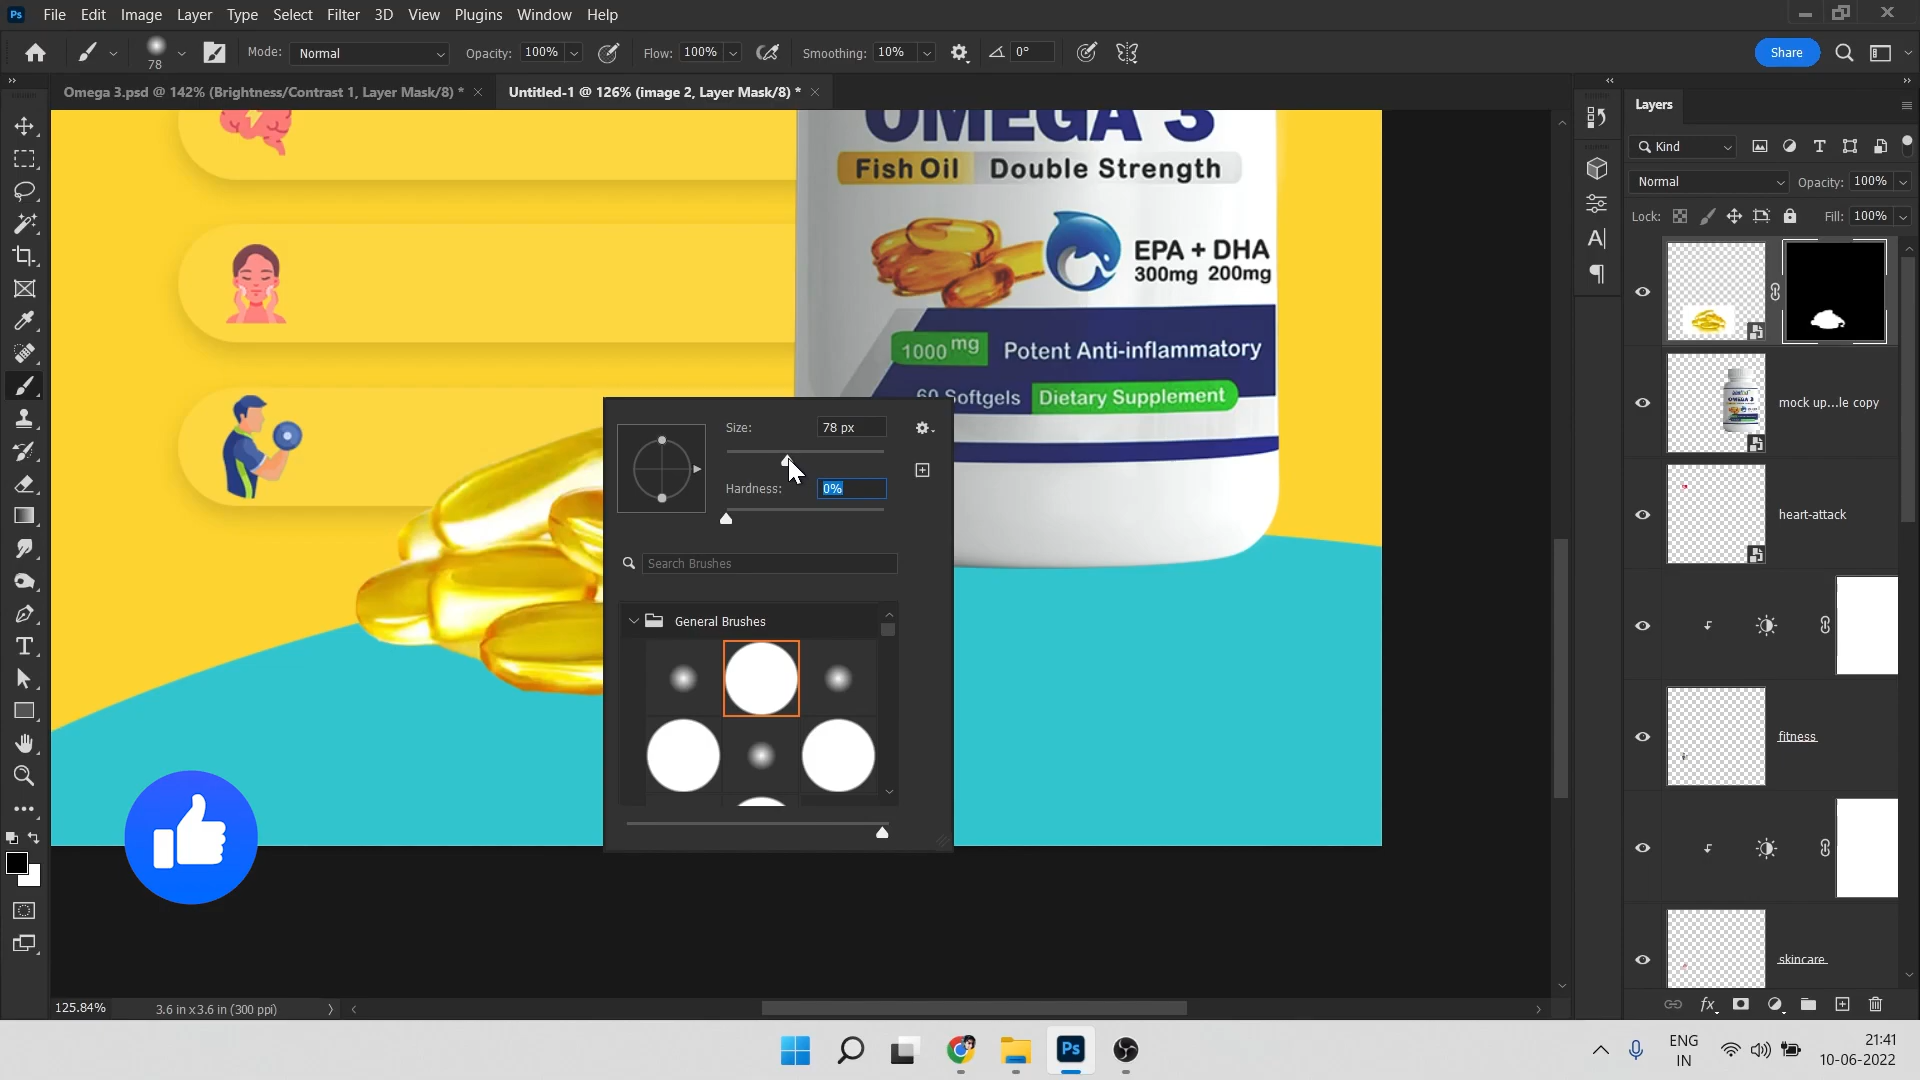 Ps File Edit Image Layer Type Select Filter 3D View Plugins Window Help
78 Mode: Normal Opacity: 100% Flow: 100% Smoothing: 10% 0° Share
Omega 3.psd @ 142% (Brightness/Contrast 1, Layer Mask/8) * Untitled-1 @ 126% (image 2, Layer Mask/8) *
Layers
Kind
Normal Opacity: 100%
Lock: Fill: 100%
OMEGA 3
Fish Oil Double Strength
EPA + DHA
300mg 200mg
1000 mg Potent Anti-inflammatory
60 Softgels Dietary Supplement
Size: 78 px
Hardness: 0%
Search Brushes
General Brushes
mock up...le copy
heart-attack
fitness
skincare
125.84% 3.6 in x 3.6 in (300 ppi)
Ps
ENG
IN
21:41
10-06-2022